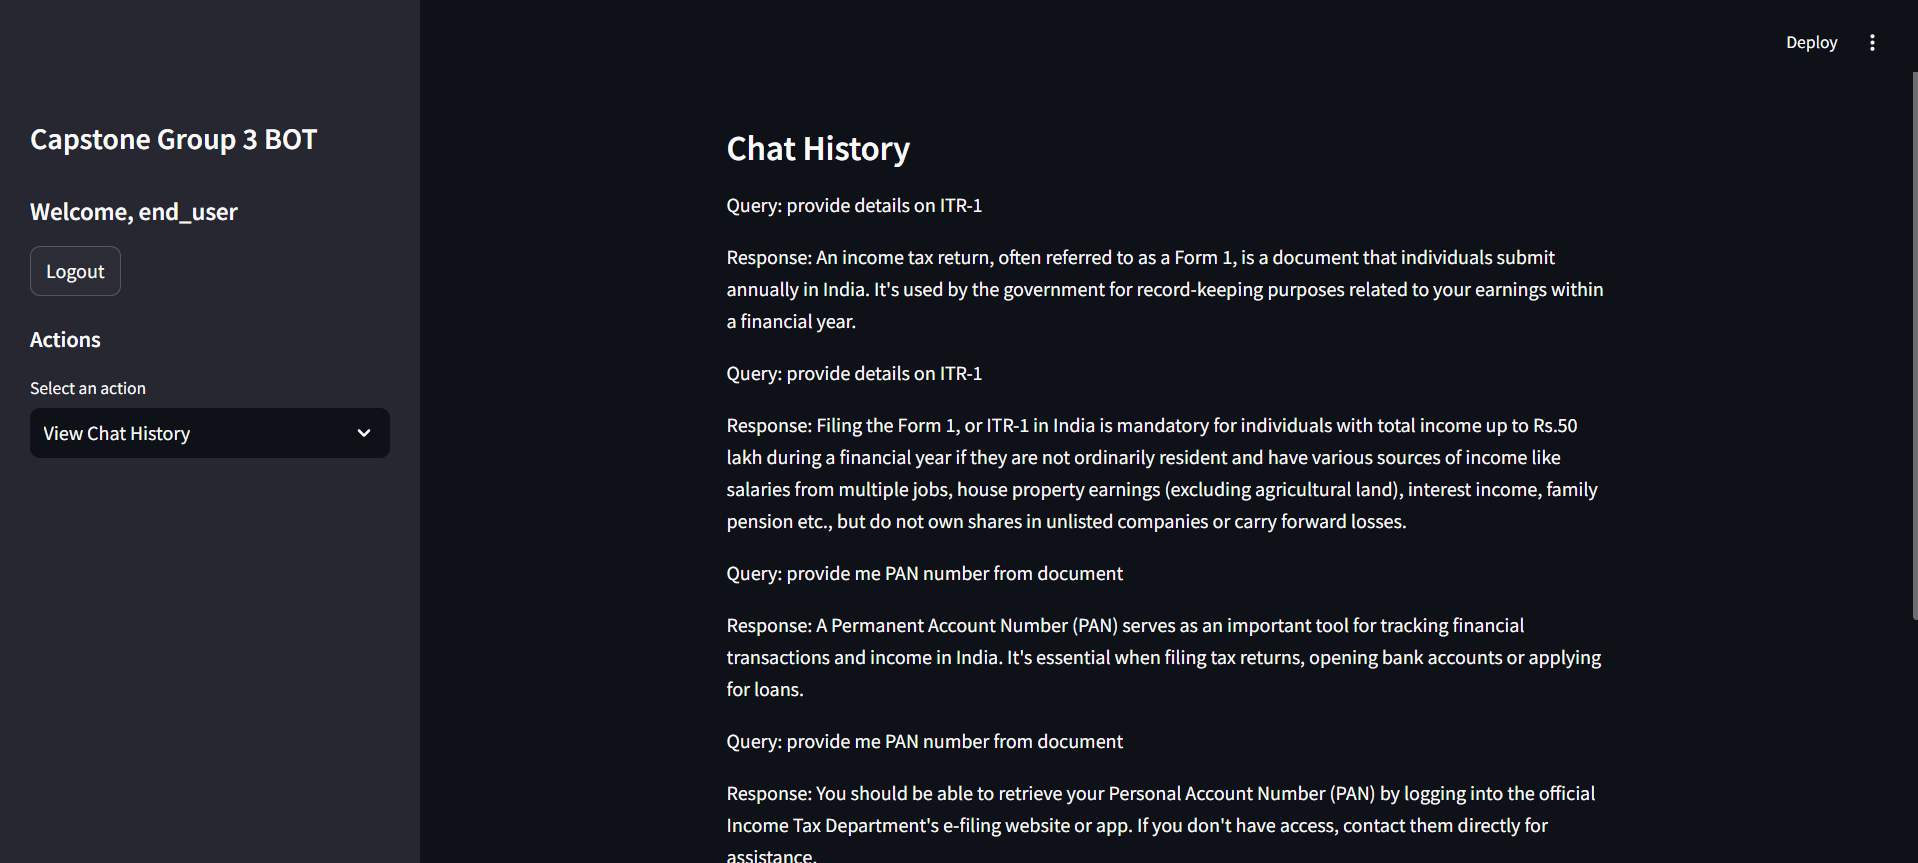 Deploy
Capstone Group 3 BOT
Welcome, end_user
Logout
Actions
Select an action
View Chat History
Chat History
Query: provide details on ITR-1
Response: An income tax return, often referred to as a Form 1, is a document that individuals submit
annually in India. It's used by the government for record-keeping purposes related to your earnings within
a financial year.
Query: provide details on ITR-1
Response: Filing the Form 1, or ITR-1 in India is mandatory for individuals with total income up to Rs.50
lakh during a financial year if they are not ordinarily resident and have various sources of income like
salaries from multiple jobs, house property earnings (excluding agricultural land), interest income, family
pension etc., but do not own shares in unlisted companies or carry forward losses.
Query: provide me PAN number from document
Response: A Permanent Account Number (PAN) serves as an important tool for tracking financial
transactions and income in India. It's essential when filing tax returns, opening bank accounts or applying
for loans.
Query: provide me PAN number from document
Response: You should be able to retrieve your Personal Account Number (PAN) by logging into the official
Income Tax Department's e-filing website or app. If you don't have access, contact them directly for
assistance.